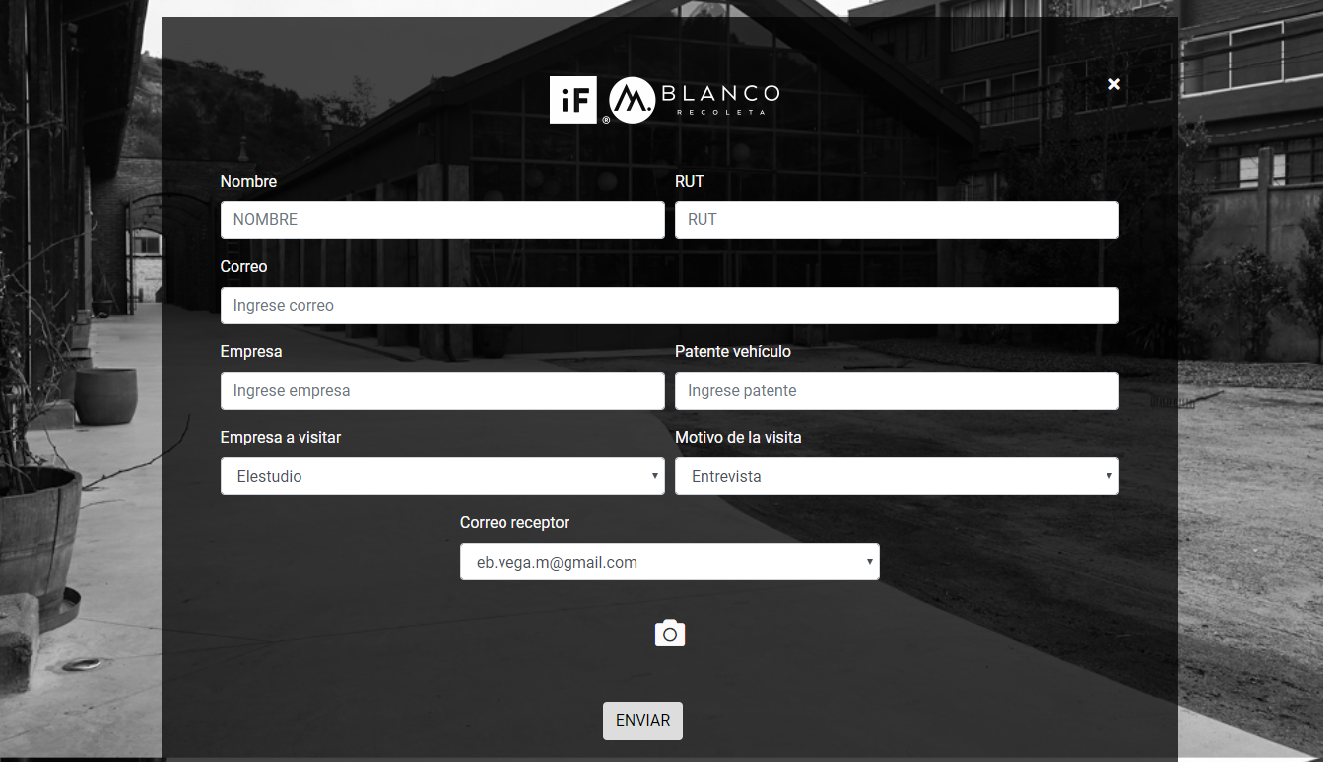 iF ® M. BLANCO
RECOLETA
×
Nombre RUT
NOMBRE RUT
Correo
Ingrese correo
Empresa Patente vehículo
Ingrese empresa Ingrese patente
Empresa a visitar Motivo de la visita
Elestudio Entrevista
Correo receptor
eb.vega.m@gmail.com
ENVIAR